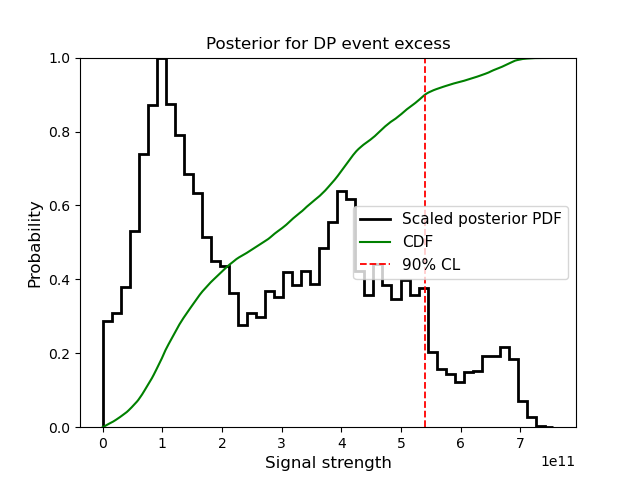 Posterior for DP event excess
1.0
0.8
0.6
0.4
0.2
0.0
Probability
Scaled posterior PDF
CDF
90% CL
0 1 2 3 4 5 6 7
1e11
Signal strength